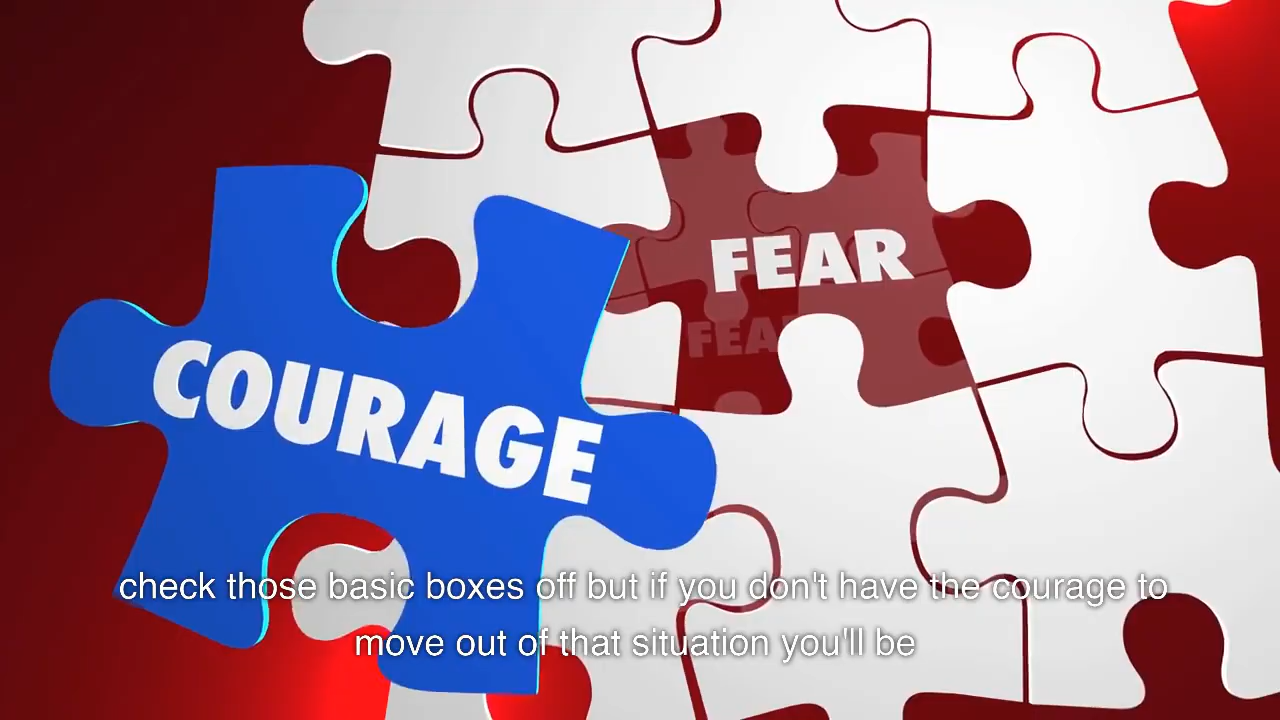 FEAR
FEA
COURAGE
check those basic boxes off but if you don't have the courage to
move out of that situation you'll be